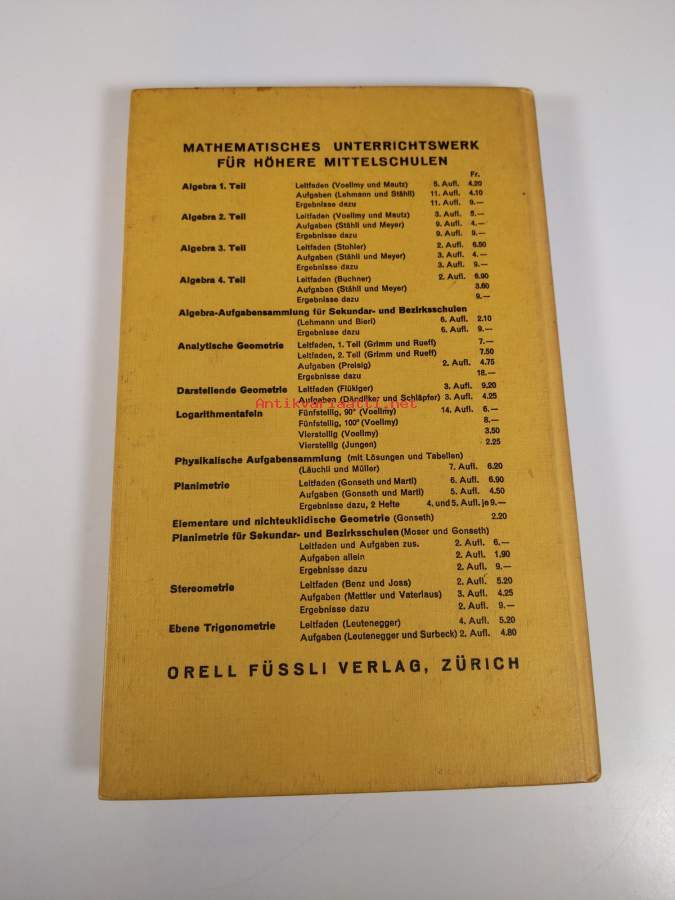 MATHEMATISCHES UNTERRICHTSWERK
FÜR HÖHERE MITTELSCHULEN
Fr.
Algebra 1. Teil Leitfaden (Voellmy und Mautz) 5. Aufl. 4.20
Aufgaben (Lehmann und Stähli) 11. Aufl. 4.10
Ergebnisse dazu 11. Aufl. 9.—
Algebra 2. Teil Leitfaden (Voellmy und Mautz) 3. Aufl. 5.—
Aufgaben (Stähli und Meyer) 9. Aufl. 4.—
Ergebnisse dazu 9. Aufl. 9.—
Algebra 3. Teil Leitfaden (Stohler) 2. Aufl. 6.50
Aufgaben (Stähli und Meyer) 3. Aufl. 4.—
Ergebnisse dazu 3. Aufl. 9.—
Algebra 4. Teil Leitfaden (Buchner) 2. Aufl. 6.90
Aufgaben (Stähli und Meyer) 3.60
Ergebnisse dazu 9.—
Algebra-Aufgabensammlung für Sekundar- und Bezirksschulen
(Lehmann und Bieri) 6. Aufl. 2.10
Ergebnisse dazu 6. Aufl. 9.—
Analytische Geometrie Leitfaden, 1. Teil (Grimm und Rueff) 7.—
Leitfaden, 2. Teil (Grimm und Rueff) 7.50
Aufgaben (Preisig) 2. Aufl. 4.75
Ergebnisse dazu 18.—
Darstellende Geometrie Leitfaden (Flükiger) 3. Aufl. 9.20
Aufgaben (Dändliker und Schläpfer) 3. Aufl. 4.25
Antikvariaatti.net
Logarithmentafeln Fünfstellig, 90° (Voellmy) 14. Aufl. 6.—
Fünfstellig, 100° (Voellmy) 8.—
Vierstellig (Voellmy) 3.50
Vierstellig (Jungen) 2.25
Physikalische Aufgabensammlung (mit Lösungen und Tabellen)
(Läuchli und Müller) 7. Aufl. 6.20
Planimetrie Leitfaden (Gonseth und Marti) 6. Aufl. 6.90
Aufgaben (Gonseth und Marti) 5. Aufl. 4.50
Ergebnisse dazu, 2 Hefte 4. und 5. Aufl. je 9.—
Elementare und nichteuklidische Geometrie (Gonseth) 2.20
Planimetrie für Sekundar- und Bezirksschulen (Moser und Gonseth)
Leitfaden und Aufgaben zus. 2. Aufl. 6.—
Aufgaben allein 2. Aufl. 1.90
Ergebnisse dazu 2. Aufl. 9.—
Stereometrie Leitfaden (Benz und Joss) 2. Aufl. 5.20
Aufgaben (Mettler und Vaterlaus) 3. Aufl. 4.25
Ergebnisse dazu 2. Aufl. 9.—
Ebene Trigonometrie Leitfaden (Leutenegger) 4. Aufl. 5.20
Aufgaben (Leutenegger und Surbeck) 2. Aufl. 4.80
ORELL FÜSSLI VERLAG, ZÜRICH